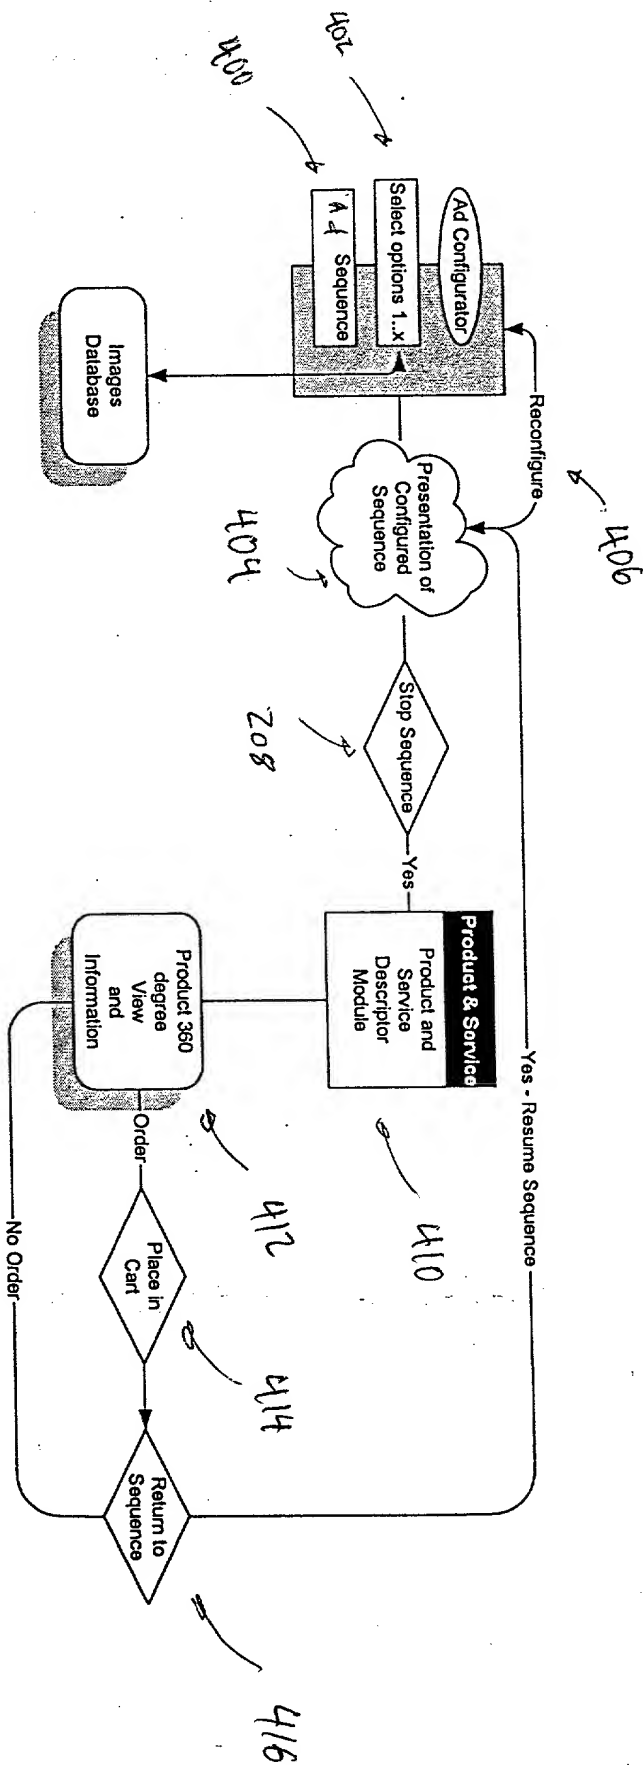 402
400
406
Ad Configurator
Select options 1..x
Ad Sequence
Images
Database
Reconfigure
Presentation of
Configured
Sequence
404
Stop Sequence
208
Yes
Product & Service
Product and
Service
Descriptor
Module
410
Yes - Resume Sequence
Product 360
degree
View
and
Information
412
Order
Place in
Cart
414
No Order
Return to
Sequence
416